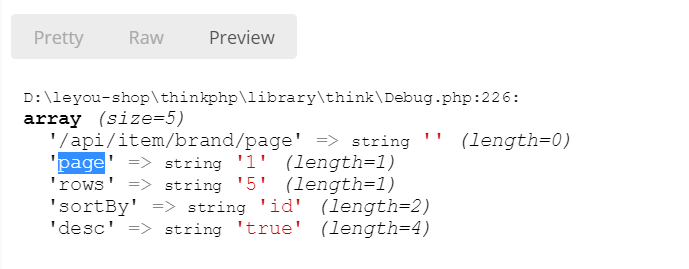 Pretty Raw Preview
D:\leyou-shop\thinkphp\library\think\Debug.php:226:
array (size=5)
'/api/item/brand/page' => string '' (length=0)
'page' => string '1' (length=1)
'rows' => string '5' (length=1)
'sortBy' => string 'id' (length=2)
'desc' => string 'true' (length=4)